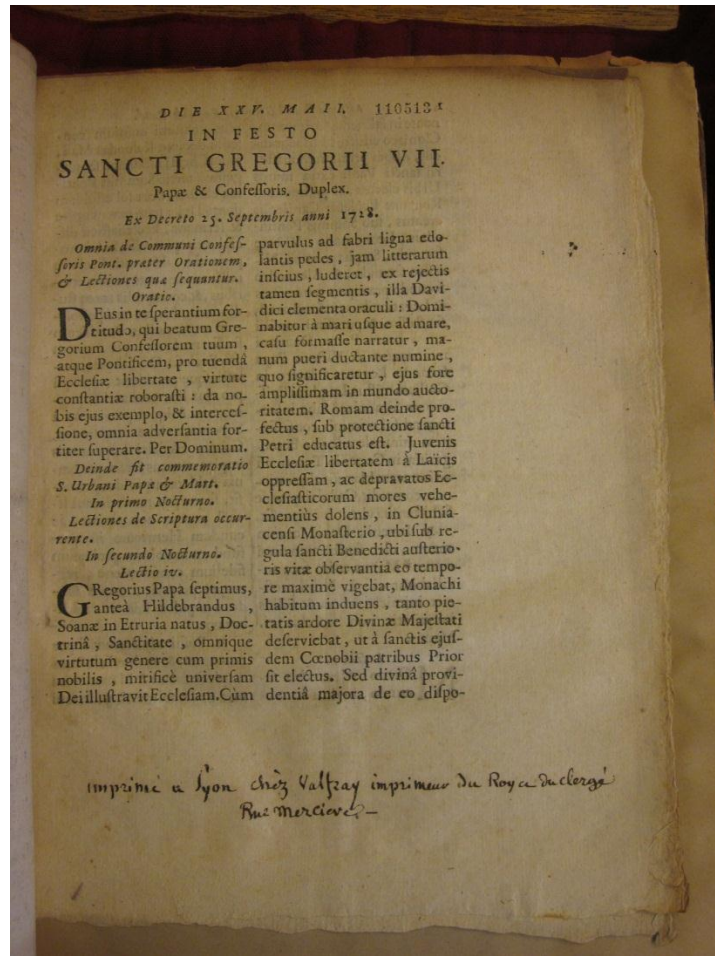 DIE XXV. MAII. 110513
IN FESTO
SANCTI GREGORII VII.
Papæ & Confeſſoris. Duplex.
Ex Decreto 25. Septembris anni 1728.
Omnia de Communi Confeſ-
ſoris Pont. præter Orationem,
& Lectiones quæ ſequuntur.
Oratio.
DEus in te ſperantium for-
titudo, qui beatum Gre-
gorium Confeſſorem tuum ,
atque Pontificem, pro tuendâ
Eccleſiæ libertate , virtute
conſtantiæ roboraſti : da no-
bis ejus exemplo, & interceſ-
ſione, omnia adverſantia for-
titer ſuperare. Per Dominum.
Deinde fit commemoratio
S. Urbani Papæ & Mart.
In primo Nocturno.
Lectiones de Scriptura occur-
rente.
In ſecundo Nocturno.
Lectio iv.
GRegorius Papa ſeptimus,
anteà Hildebrandus ,
Soanæ in Etruria natus , Doc-
trinâ , Sanctitate , omnique
virtutum genere cum primis
nobilis , mirificè univerſam
Dei illuſtravit Eccleſiam. Cùm
parvulus ad fabri ligna edo-
lantis pedes , jam litterarum
inſcius , luderet , ex rejectis
tamen ſegmentis , illa Davi-
dici elementa oraculi : Domi-
nabitur à mari uſque ad mare,
caſu formaſſe narratur , ma-
num pueri ductante numine ,
quo ſignificaretur , ejus fore
ampliſſimam in mundo aucto-
ritatem. Romam deinde pro-
fectus , ſub protectione ſancti
Petri educatus eſt. Juvenis
Eccleſiæ libertatem â Laïcis
oppreſſam , ac depravatos Ec-
cleſiaſticorum mores vehe-
mentiùs dolens , in Clunia-
cenſi Monaſterio , ubi ſub re-
gula ſancti Benedicti auſterio-
ris vitæ obſervantia eo tempo-
re maximè vigebat, Monachi
habitum induens , tanto pie-
tatis ardore Divinæ Majeſtati
deſerviebat , ut à ſanctis ejuſ-
dem Cœnobii patribus Prior
ſit electus. Sed divinâ provi-
dentiâ majora de eo diſpo-
imprimé a Lyon chèz Valfray imprimeur du Roy et du clergé
Rue merciere.